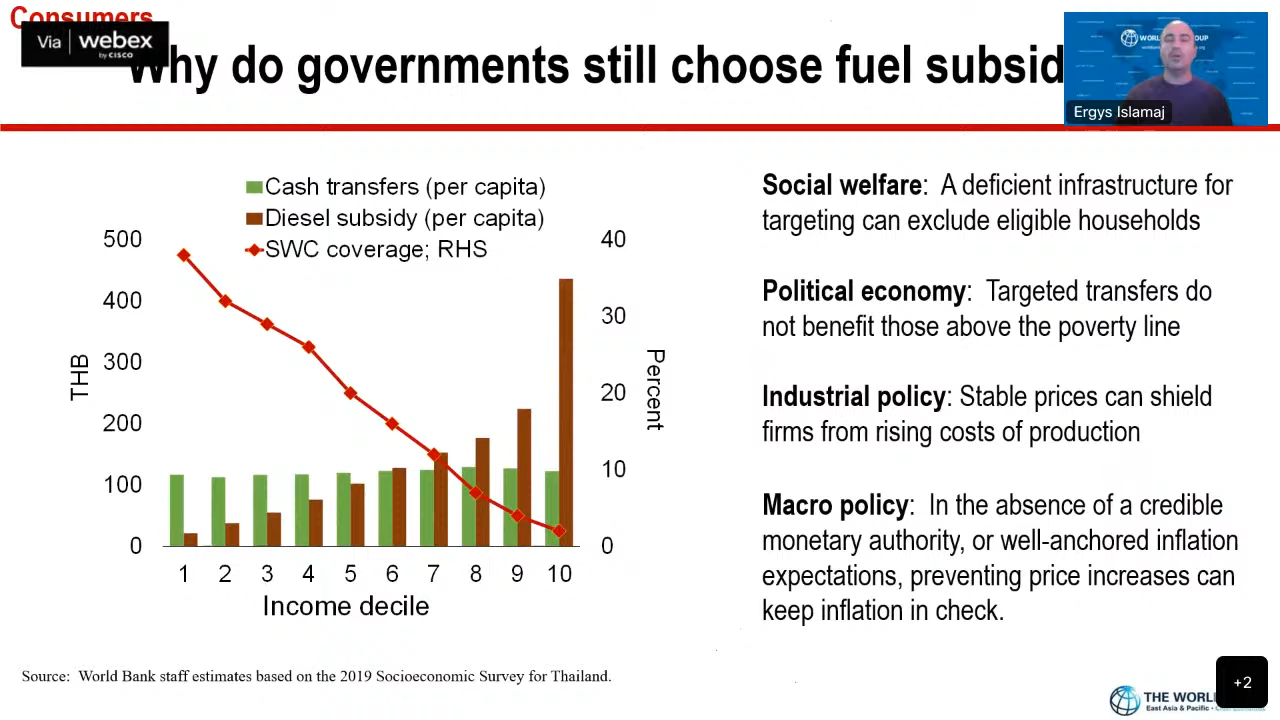 Consumers
Via webex
by CISCO
Why do governments still choose fuel subsid
WORLD GROUP
Ergys Islamaj
Cash transfers (per capita)
Diesel subsidy (per capita)
SWC coverage; RHS
500
400
300
200
100
0
THB
40
30
20
10
0
Percent
1 2 3 4 5 6 7 8 9 10
Income decile
Social welfare: A deficient infrastructure for
targeting can exclude eligible households
Political economy: Targeted transfers do
not benefit those above the poverty line
Industrial policy: Stable prices can shield
firms from rising costs of production
Macro policy: In the absence of a credible
monetary authority, or well-anchored inflation
expectations, preventing price increases can
keep inflation in check.
Source: World Bank staff estimates based on the 2019 Socioeconomic Survey for Thailand.
THE WORL
East Asia & Pacific
+2